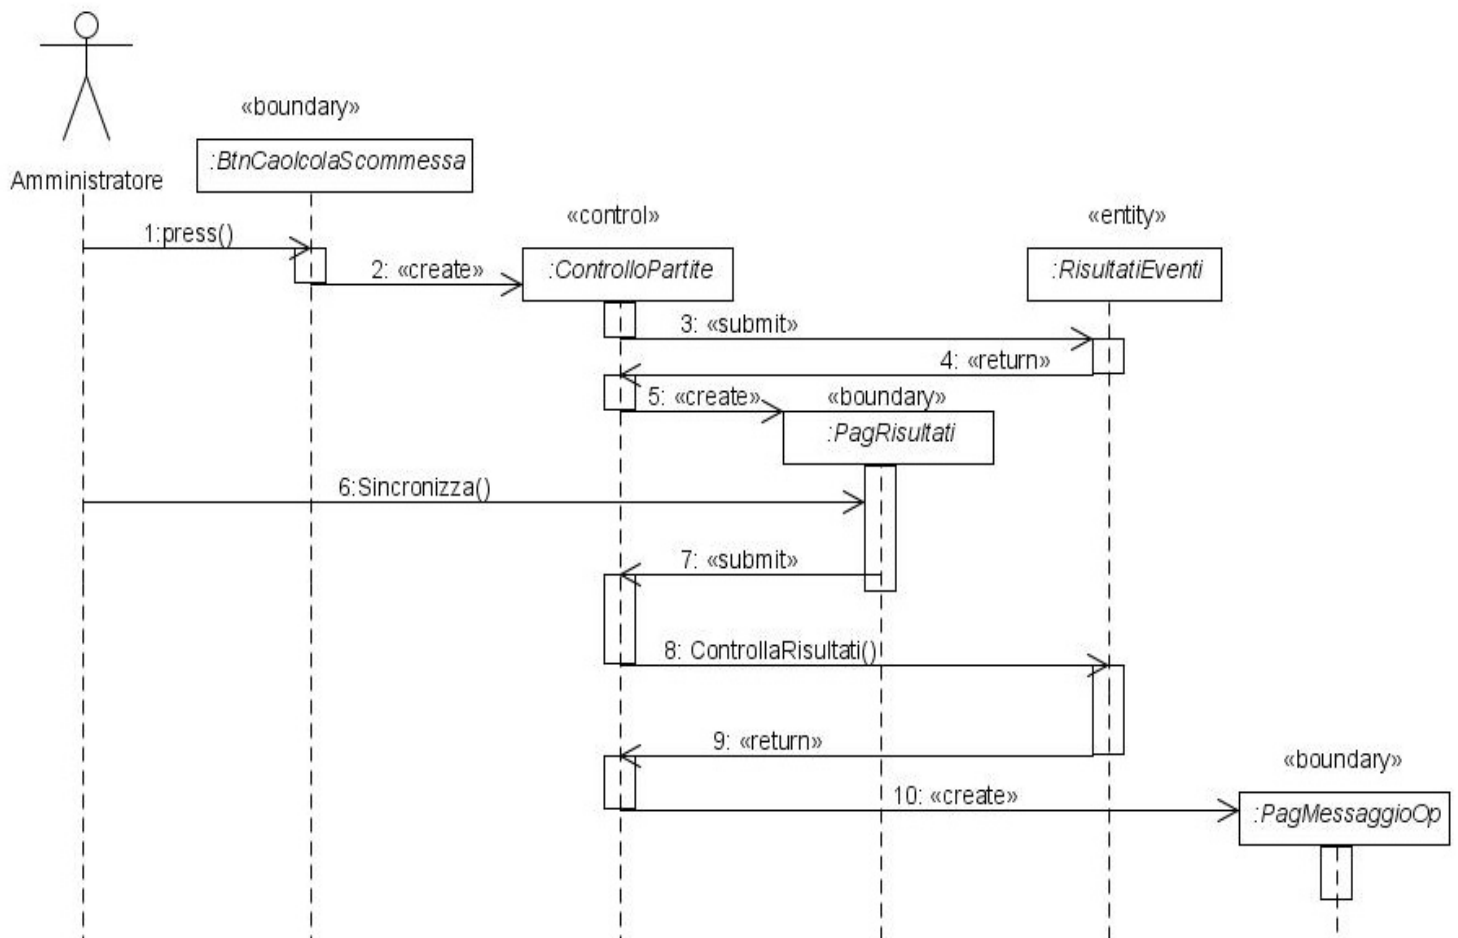 «boundary»
:BtnCaolcolaScommessa
Amministratore
«control»
«entity»
1:press()
2: «create»
:ControlloPartite
:RisultatiEventi
3: «submit»
4: «return»
5: «create»
«boundary»
:PagRisultati
6:Sincronizza()
7: «submit»
8: ControllaRisultati()
9: «return»
«boundary»
10: «create»
:PagMessaggioOp